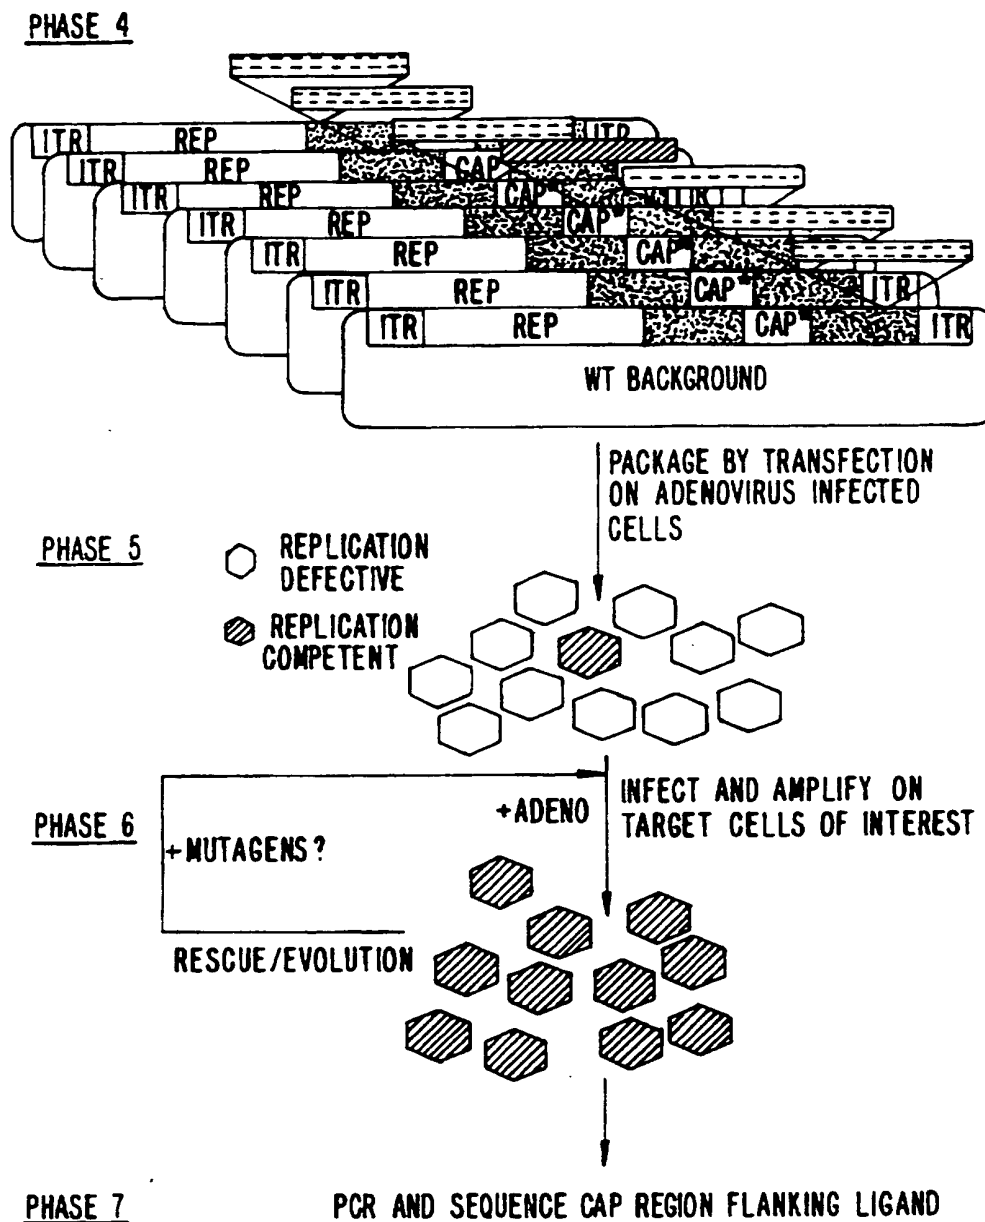 PHASE 4
ITR REP ITR
ITR REP CAP
ITR REP CAP* ITR
ITR REP CAP*
ITR REP CAP*
ITR REP CAP* ITR
ITR REP CAP* ITR
WT BACKGROUND
PACKAGE BY TRANSFECTION
ON ADENOVIRUS INFECTED
CELLS
PHASE 5
REPLICATION
DEFECTIVE
REPLICATION
COMPETENT
PHASE 6
+MUTAGENS?
+ADENO
INFECT AND AMPLIFY ON
TARGET CELLS OF INTEREST
RESCUE/EVOLUTION
PHASE 7
PCR AND SEQUENCE CAP REGION FLANKING LIGAND